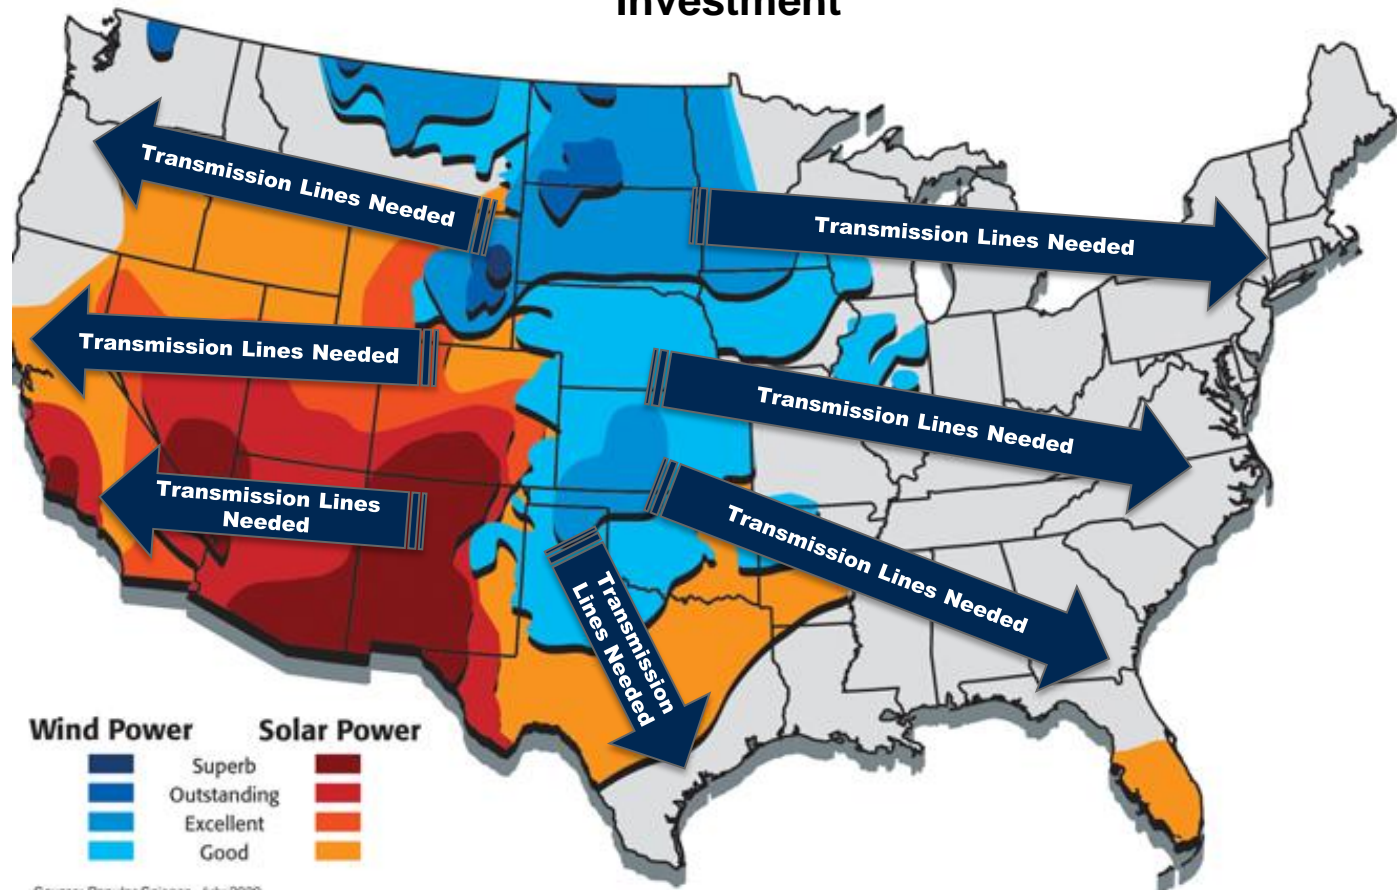 Investment
Transmission Lines Needed
Transmission Lines Needed
Transmission Lines Needed
Transmission Lines Needed
Transmission Lines
Needed
Transmission Lines Needed
Transmission
Lines Needed
Wind Power Solar Power
Superb
Outstanding
Excellent
Good